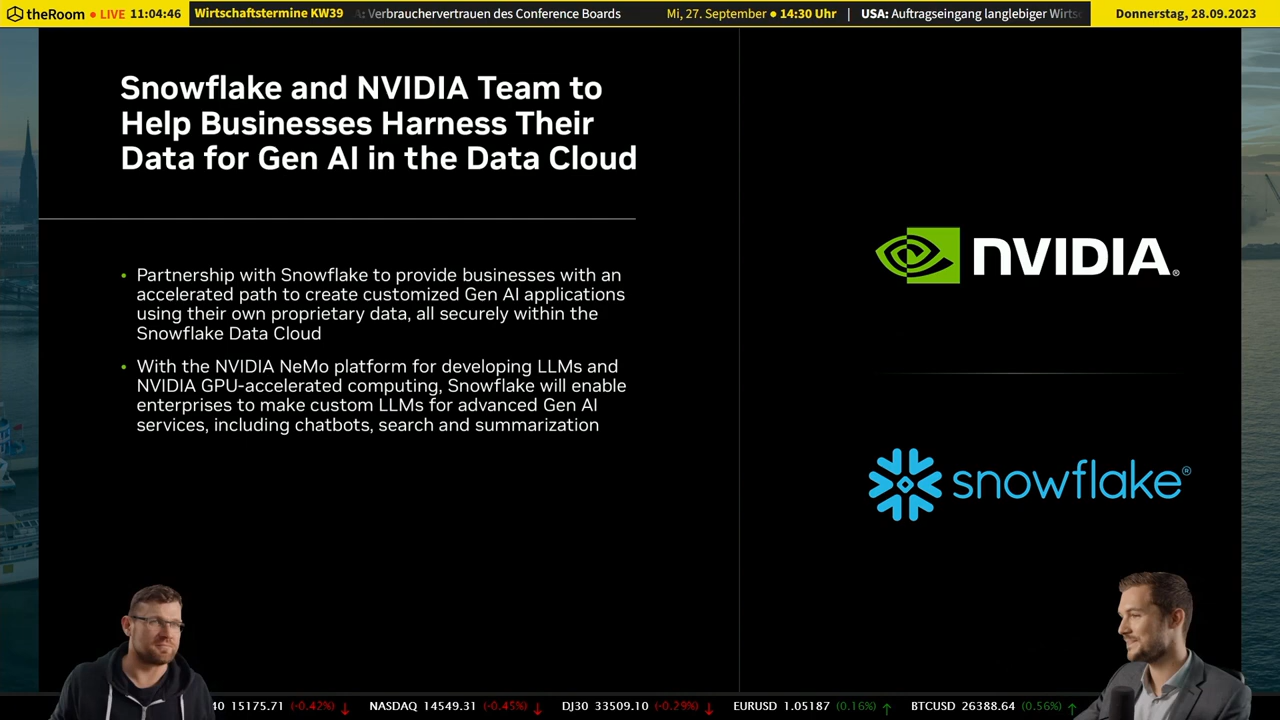 theRoom ● LIVE 11:04:46
Wirtschaftstermine KW39
A: Verbrauchervertrauen des Conference Boards Mi, 27. September ● 14:30 Uhr | USA: Auftragseingang langlebiger
Donnerstag, 28.09.2023
Snowflake and NVIDIA Team to
Help Businesses Harness Their
Data for Gen AI in the Data Cloud
• Partnership with Snowflake to provide businesses with an
accelerated path to create customized Gen AI applications
using their own proprietary data, all securely within the
Snowflake Data Cloud
• With the NVIDIA NeMo platform for developing LLMs and
NVIDIA GPU-accelerated computing, Snowflake will enable
enterprises to make custom LLMs for advanced Gen AI
services, including chatbots, search and summarization
NVIDIA®
snowflake®
40 15175.71 (-0.42%) ↓ NASDAQ 14549.31 (-0.45%) ↓ DJ30 33509.10 (-0.29%) ↓ EURUSD 1.05187 (0.16%) ↑ BTCUSD 26388.64 (0.56%) ↑